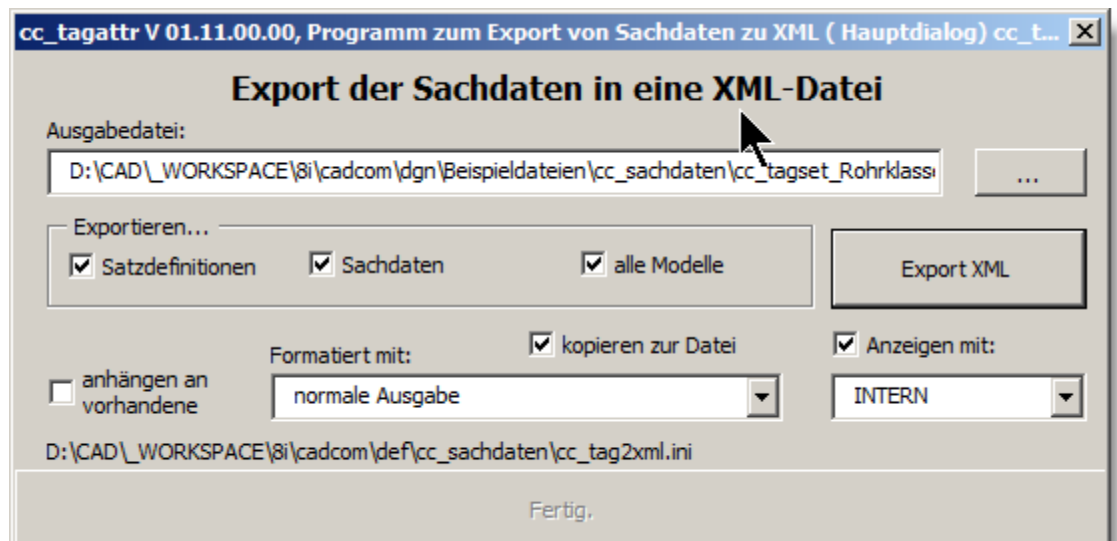 cc_tagattr V 01.11.00.00, Programm zum Export von Sachdaten zu XML ( Hauptdialog) cc_t...
Export der Sachdaten in eine XML-Datei
Ausgabedatei:
D:\CAD\_WORKSPACE\8i\cadcom\dgn\Beispieldateien\cc_sachdaten\cc_tagset_Rohrklasse
...
Exportieren...
Satzdefinitionen
Sachdaten
alle Modelle
Export XML
Formatiert mit:
kopieren zur Datei
Anzeigen mit:
anhängen an
vorhandene
normale Ausgabe
INTERN
D:\CAD\_WORKSPACE\8i\cadcom\def\cc_sachdaten\cc_tag2xml.ini
Fertig.